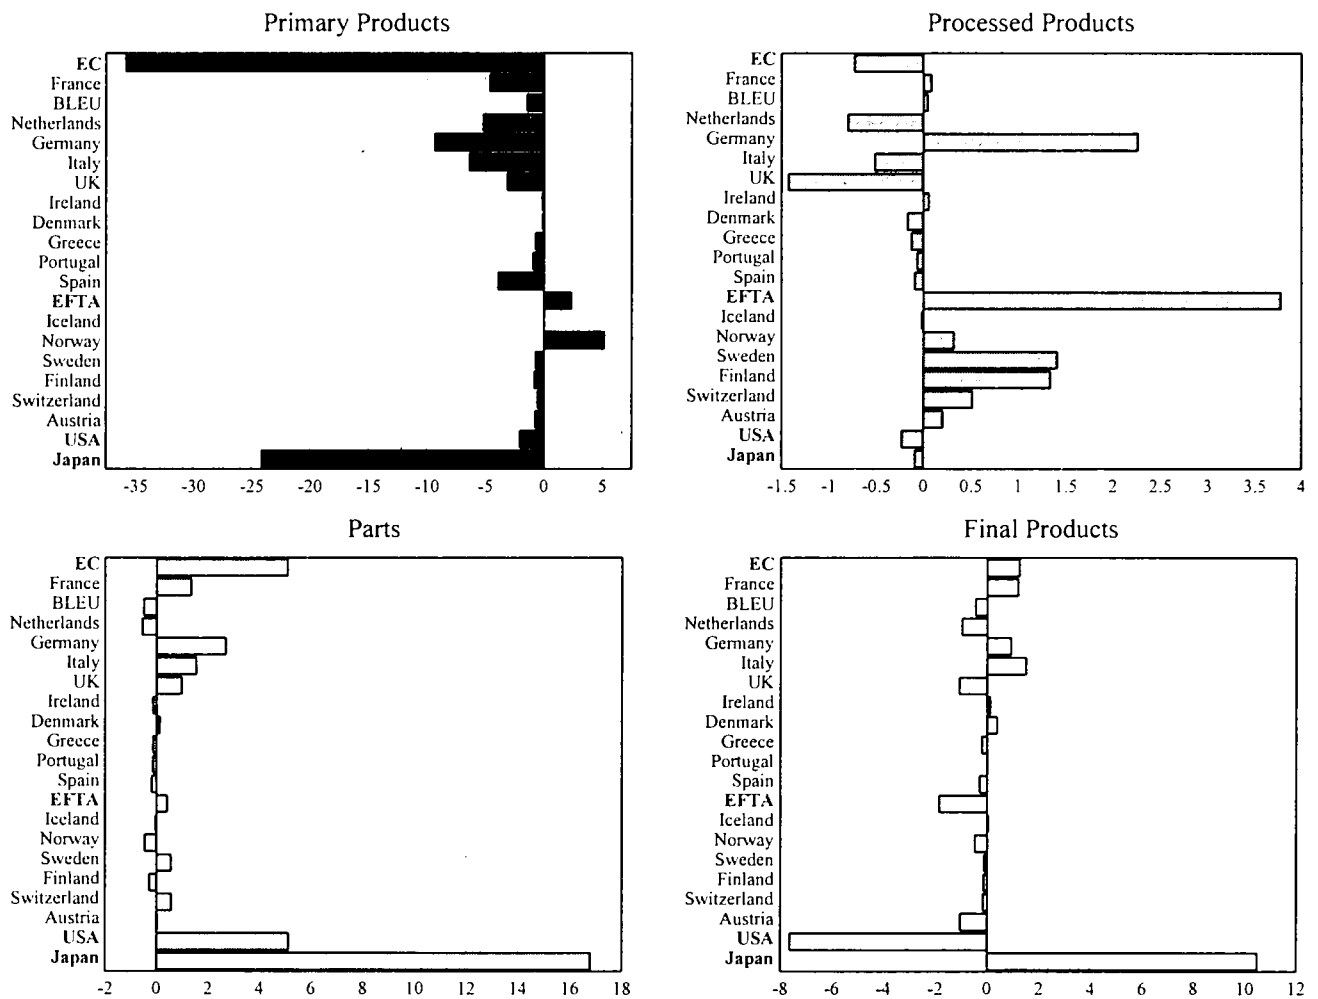 Primary Products
EC
France
BLEU
Netherlands
Germany
Italy
UK
Ireland
Denmark
Greece
Portugal
Spain
EFTA
Iceland
Norway
Sweden
Finland
Switzerland
Austria
USA
Japan
-35 -30 -25 -20 -15 -10 -5 0 5
Processed Products
EC
France
BLEU
Netherlands
Germany
Italy
UK
Ireland
Denmark
Greece
Portugal
Spain
EFTA
Iceland
Norway
Sweden
Finland
Switzerland
Austria
USA
Japan
-1.5 -1 -0.5 0 0.5 1 1.5 2 2.5 3 3.5 4
Parts
EC
France
BLEU
Netherlands
Germany
Italy
UK
Ireland
Denmark
Greece
Portugal
Spain
EFTA
Iceland
Norway
Sweden
Finland
Switzerland
Austria
USA
Japan
-2 0 2 4 6 8 10 12 14 16 18
Final Products
EC
France
BLEU
Netherlands
Germany
Italy
UK
Ireland
Denmark
Greece
Portugal
Spain
EFTA
Iceland
Norway
Sweden
Finland
Switzerland
Austria
USA
Japan
-8 -6 -4 -2 0 2 4 6 8 10 12